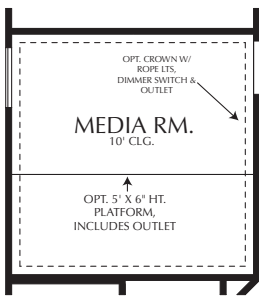 OPT. CROWN W/
ROPE LTS,
DIMMER SWITCH &
OUTLET
MEDIA RM.
10' CLG.
OPT. 5' X 6" HT.
PLATFORM,
INCLUDES OUTLET